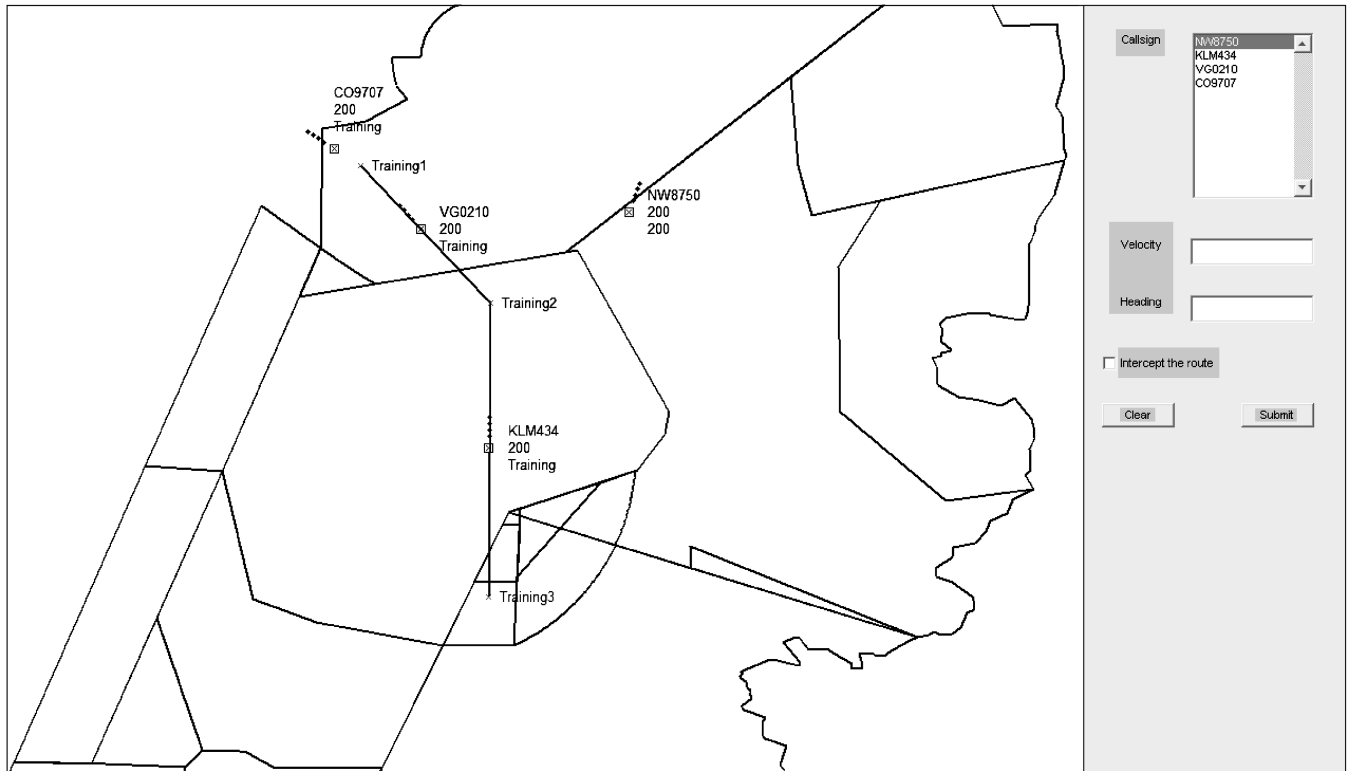 CO9707
200
Training
Training1
VG0210
200
Training
NW8750
200
200
Training2
KLM434
200
Training
Training3
Callsign
NW8750
KLM434
VG0210
CO9707
Velocity
Heading
Intercept the route
Clear
Submit